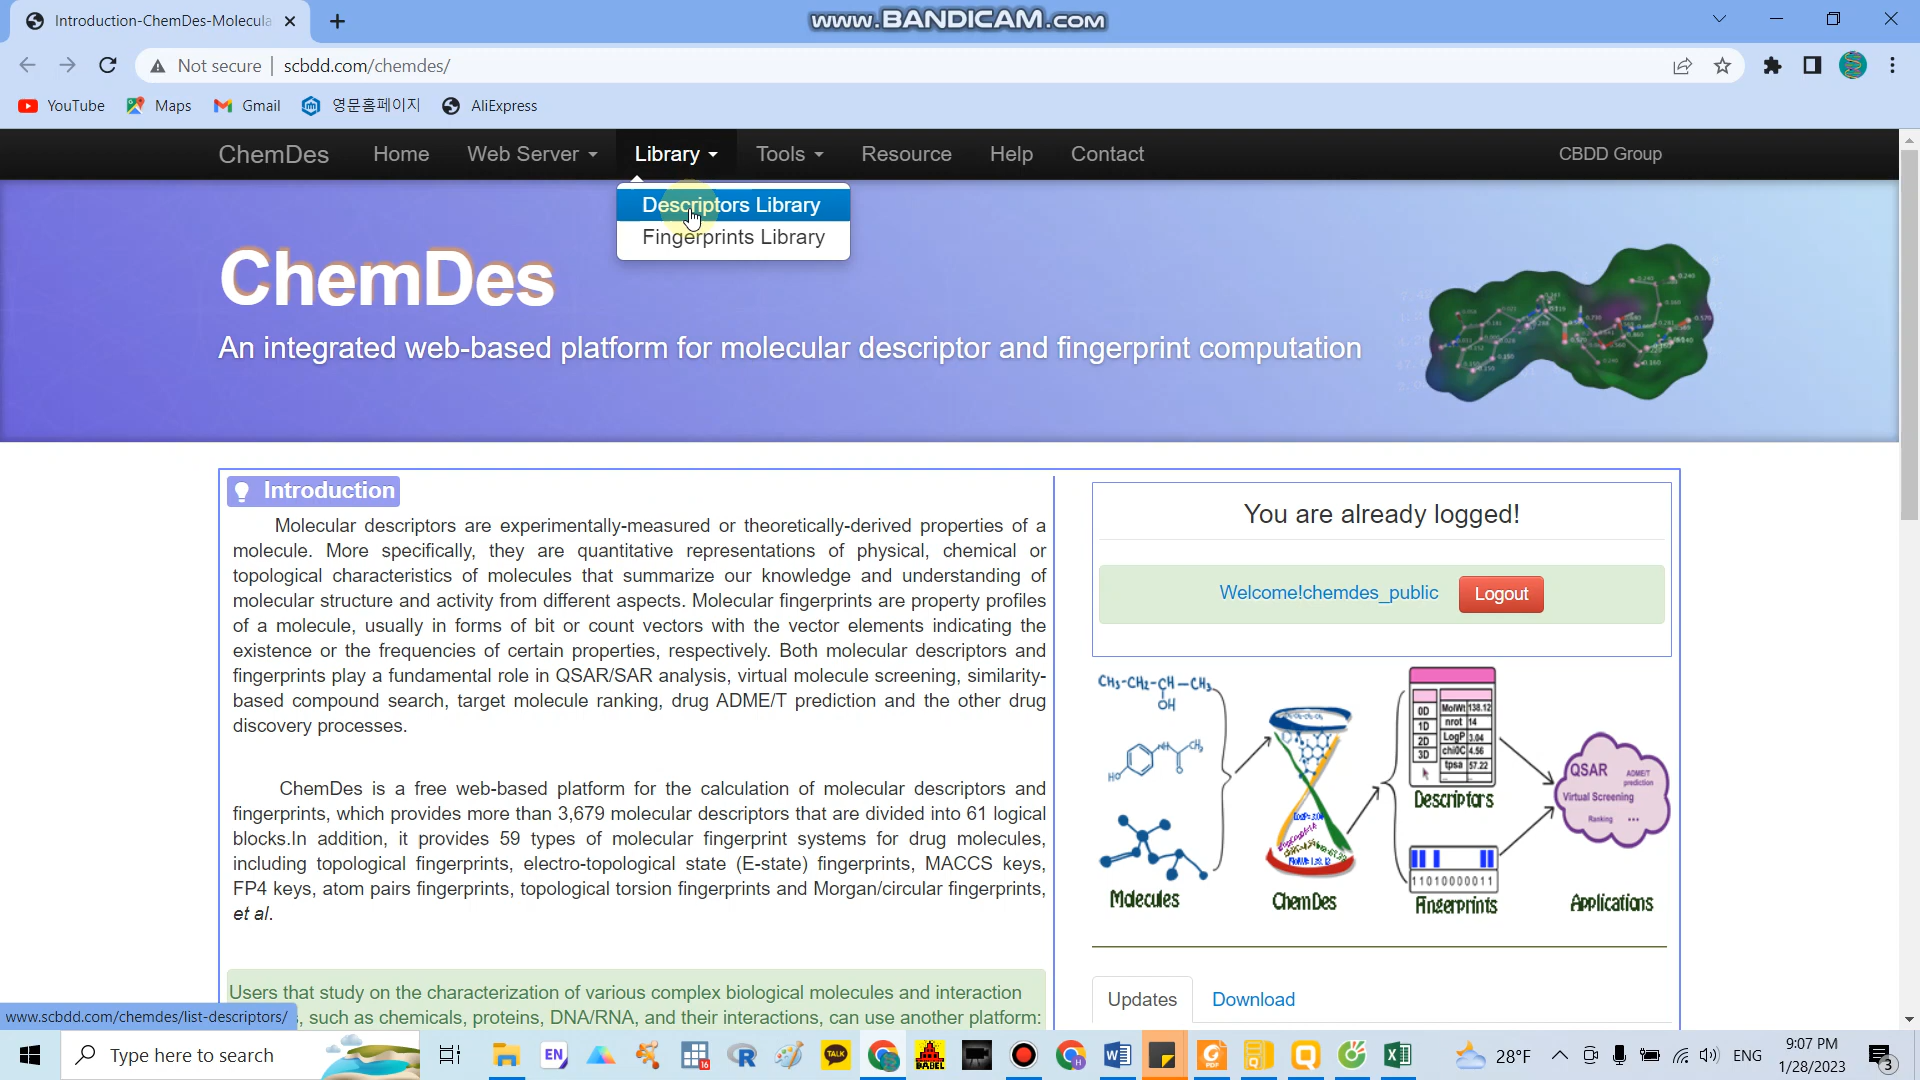 Introduction-ChemDes-Molecula
www.BANDICAM.com
Not secure
scbdd.com/chemdes/
YouTube
Maps
Gmail
영문홈페이지
AliExpress
ChemDes
Home
Web Server
Library
Tools
Resource
Help
Contact
CBDD Group
Descriptors Library
Fingerprints Library
ChemDes
An integrated web-based platform for molecular descriptor and fingerprint computation
Introduction
Molecular descriptors are experimentally-measured or theoretically-derived properties of a
molecule. More specifically, they are quantitative representations of physical, chemical or
topological characteristics of molecules that summarize our knowledge and understanding of
molecular structure and activity from different aspects. Molecular fingerprints are property profiles
of a molecule, usually in forms of bit or count vectors with the vector elements indicating the
existence or the frequencies of certain properties, respectively. Both molecular descriptors and
fingerprints play a fundamental role in QSAR/SAR analysis, virtual molecule screening, similarity-
based compound search, target molecule ranking, drug ADME/T prediction and the other drug
discovery processes.
ChemDes is a free web-based platform for the calculation of molecular descriptors and
fingerprints, which provides more than 3,679 molecular descriptors that are divided into 61 logical
blocks.In addition, it provides 59 types of molecular fingerprint systems for drug molecules,
including topological fingerprints, electro-topological state (E-state) fingerprints, MACCS keys,
FP4 keys, atom pairs fingerprints, topological torsion fingerprints and Morgan/circular fingerprints,
et al.
Users that study on the characterization of various complex biological molecules and interaction
, such as chemicals, proteins, DNA/RNA, and their interactions, can use another platform:
You are already logged!
Welcome!chemdes_public
Logout
CH3-CH2-CH-CH3
OH
HO
NH
CH3
O
Molecules
ChemDes
0D
1D
2D
3D
MolWt 138.12
nrot 14
LogP 3.04
chi0C 4.56
tpsa 57.22
Descriptors
11010000011
Fingerprints
QSAR
ADME/T
prediction
Virtual Screening
Ranking
...
Applications
Updates
Download
www.scbdd.com/chemdes/list-descriptors/
Type here to search
EN
16
R
TALK
BABEL
H
PDF
28°F
ENG
9:07 PM
1/28/2023
3